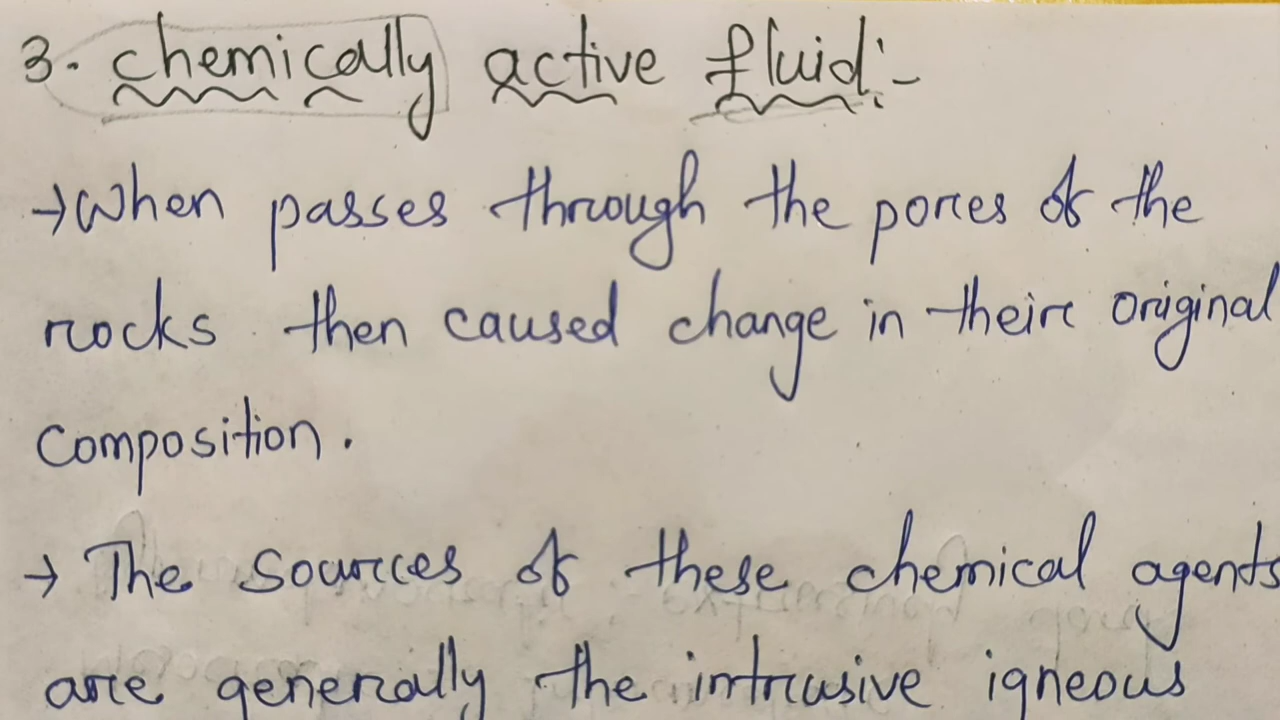 3. chemically active fluid:-
→When passes through the pores of the
rocks then caused change in their original
composition.
→ The sources of these chemical agents
are generally the intrusive igneous